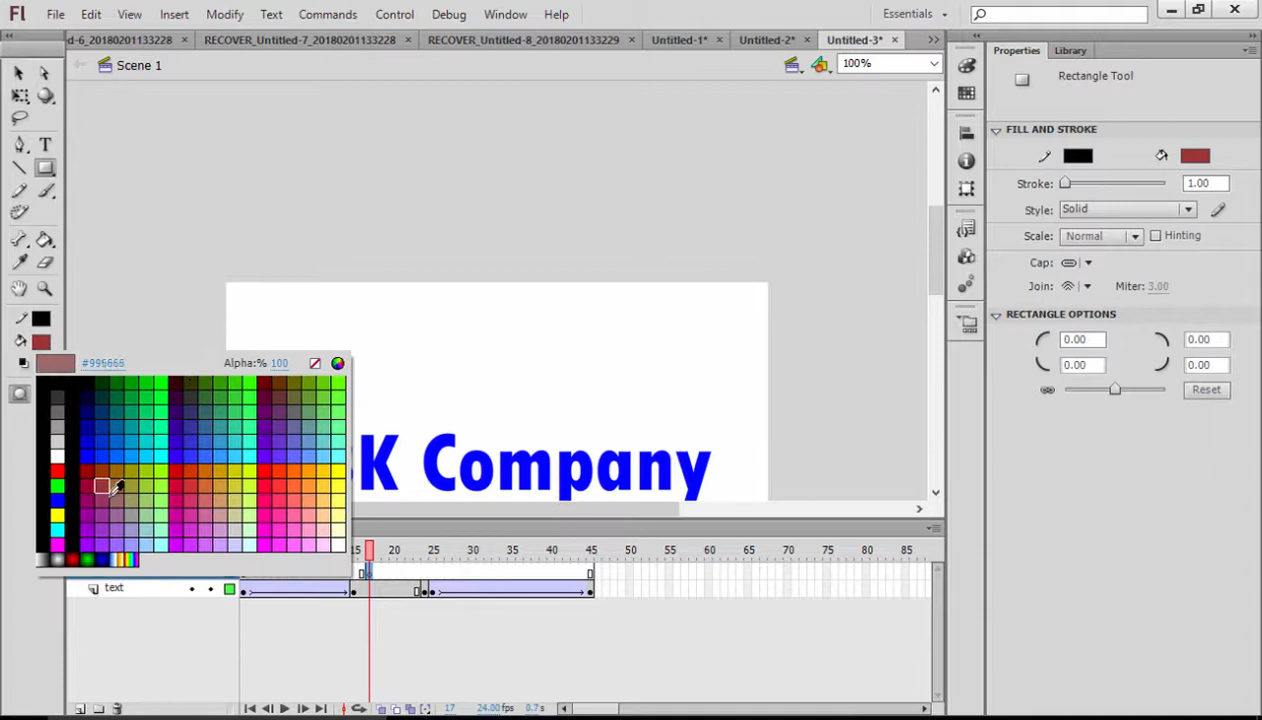 Fl File Edit View Insert Modify Text Commands Control Debug Window Help Essentials
d-6_20180201133228 × RECOVER_Untitled-7_20180201133228 × RECOVER_Untitled-8_20180201133229 × Untitled-1* × Untitled-2* × Untitled-3* ×
Scene 1 100%
Properties Library
Rectangle Tool
FILL AND STROKE
Stroke: 1.00
Style: Solid
Scale: Normal Hinting
Cap:
Join: Miter: 3.00
RECTANGLE OPTIONS
0.00 0.00
0.00 0.00
Reset
#996666 Alpha:% 100
K Company
15 20 25 30 35 40 45 50 55 60 65 70 75 80 85
text
17 24.00 fps 0.7 s